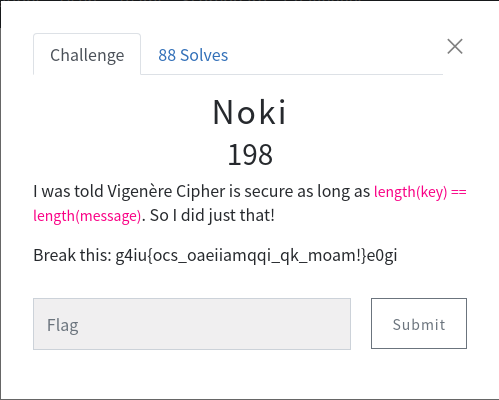 Challenge
88 Solves
Noki
198
I was told Vigenère Cipher is secure as long as length(key) ==
length(message). So I did just that!
Break this: g4iu{ocs_oaeiiamqqi_qk_moam!}e0gi
Flag
Submit